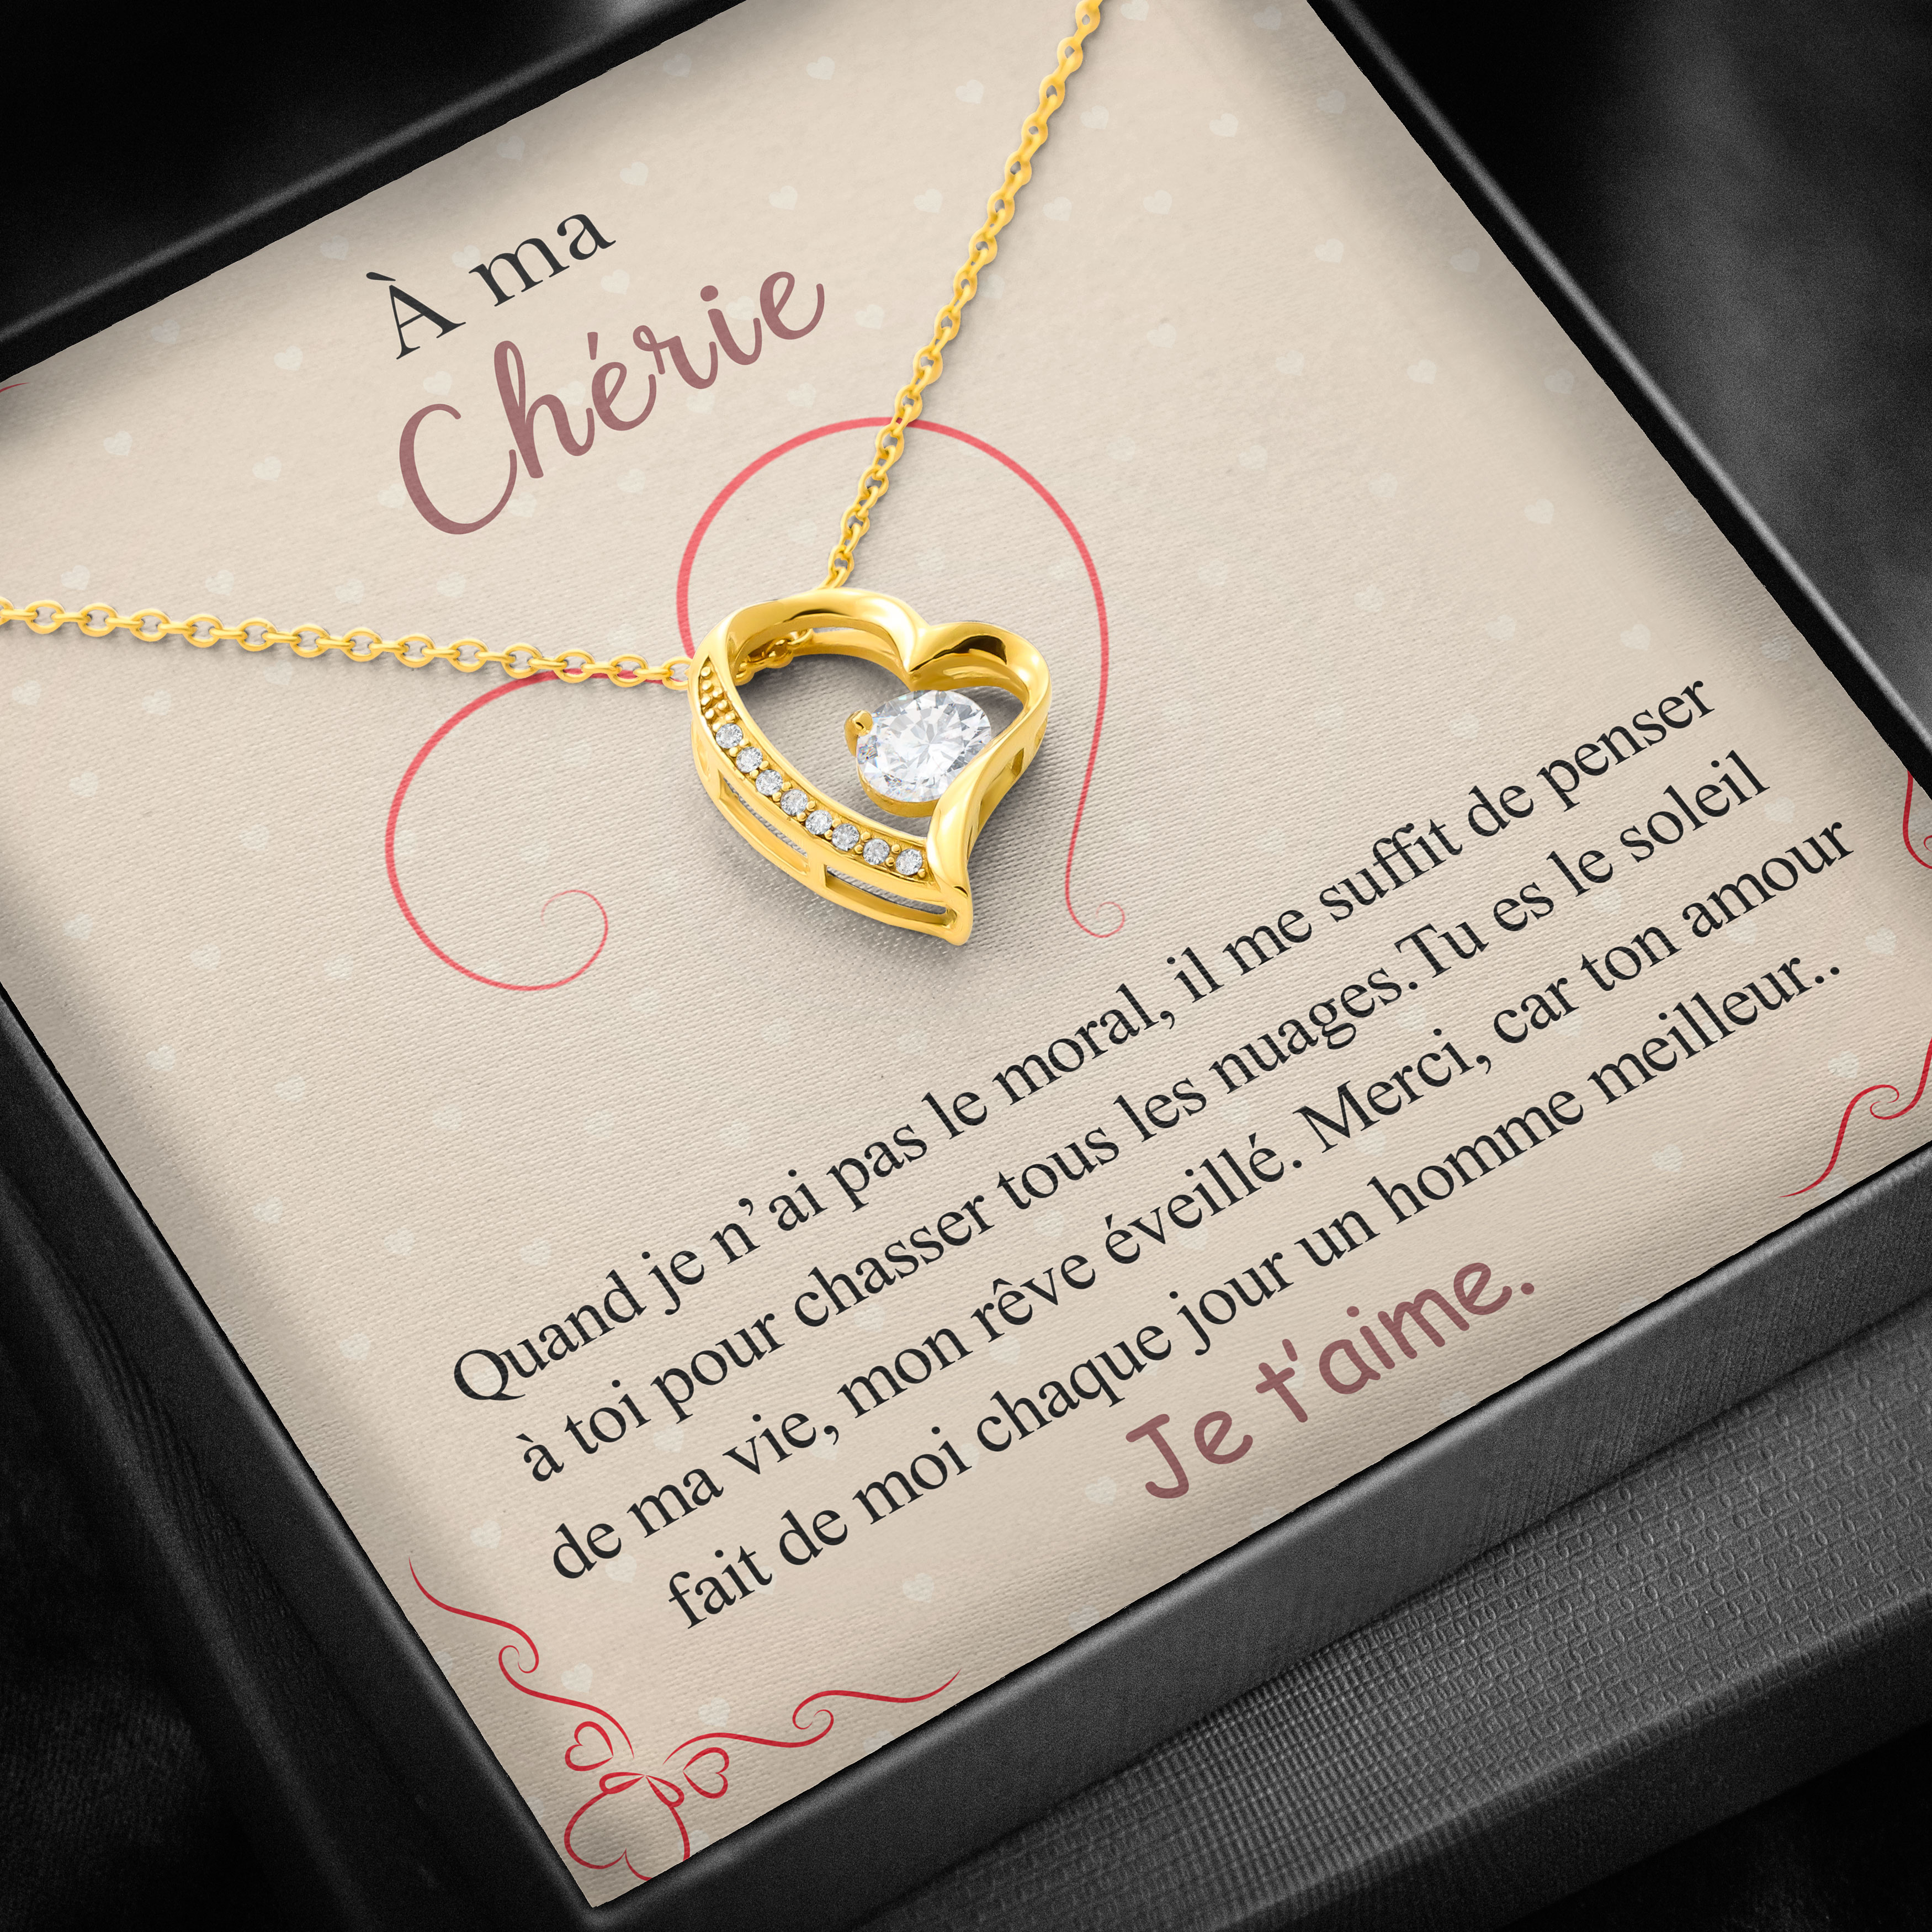 À ma
Chérie
Quand je n’ai pas le moral, il me suffit de penser
à toi pour chasser tous les nuages.Tu es le soleil
de ma vie, mon rêve éveillé. Merci, car ton amour
fait de moi chaque jour un homme meilleur..
Je t'aime.